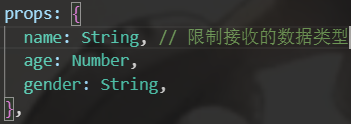 props: {
  name: String, // 限制接收的数据类型
  age: Number,
  gender: String,
},